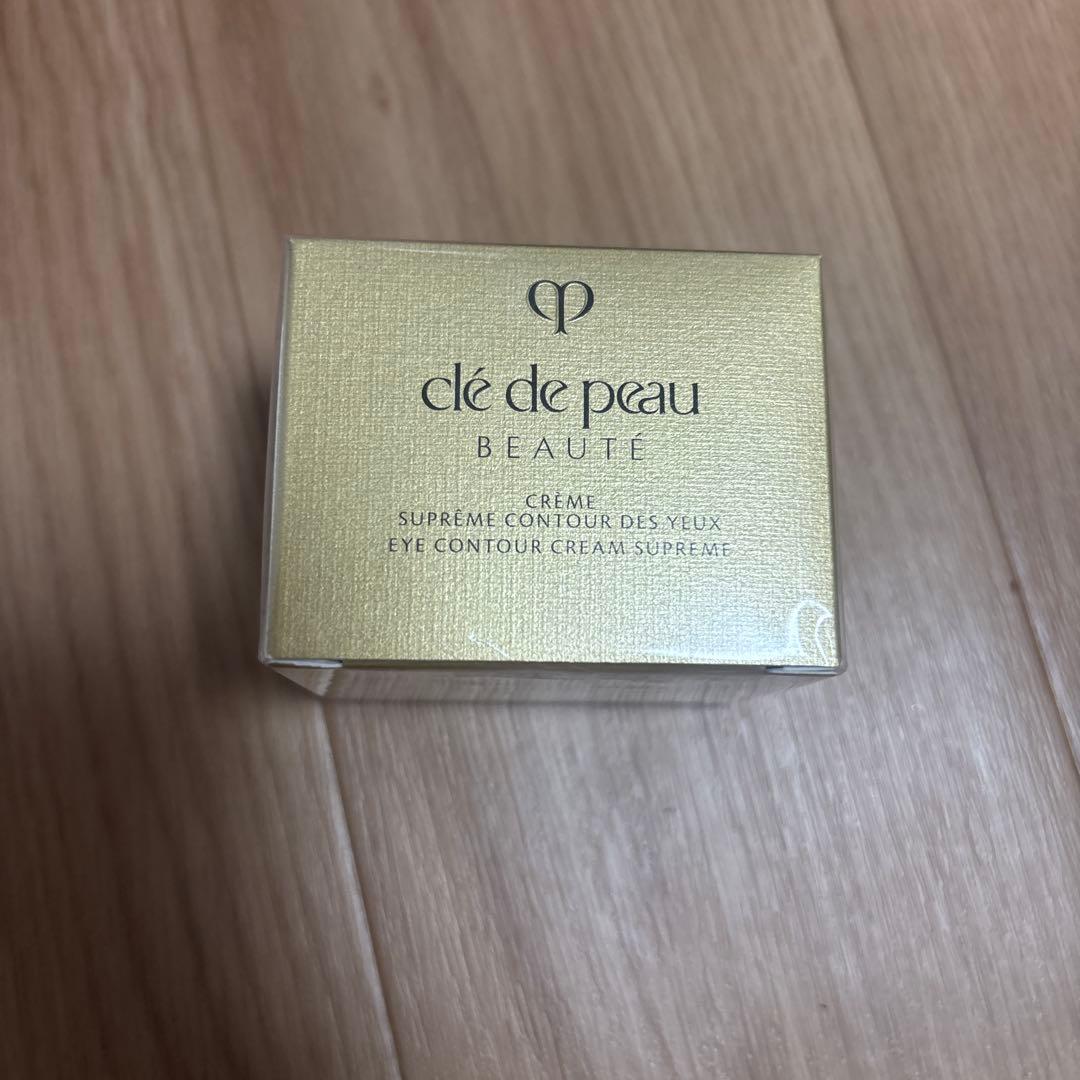 clé de peau
BEAUTÉ
CRÈME
SUPRÊME CONTOUR DES YEUX
EYE CONTOUR CREAM SUPREME